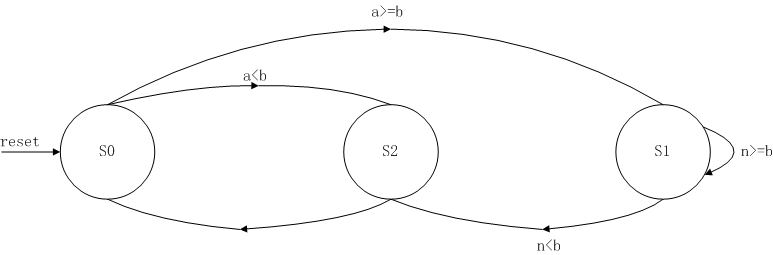 a>=b
a<b
reset
S0
S2
S1
n>=b
n<b